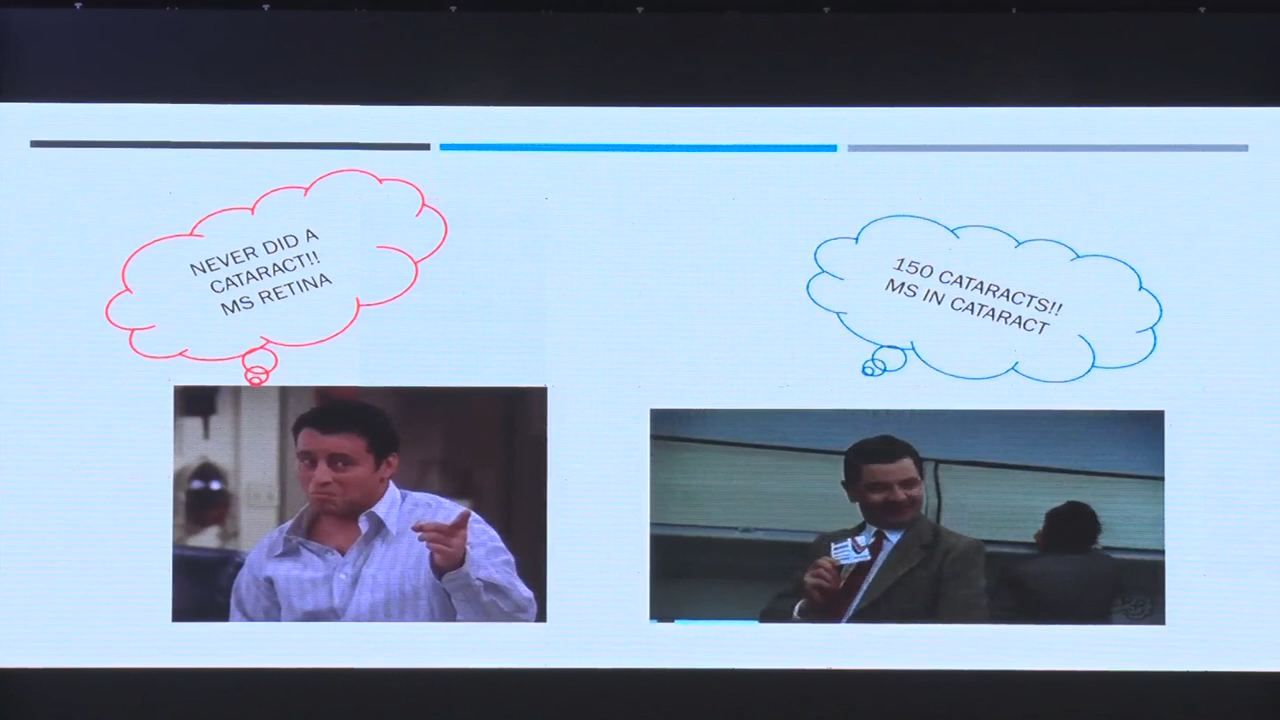 NEVER DID A
CATARACT!!
MS RETINA
150 CATARACTS!!
MS IN CATARACT